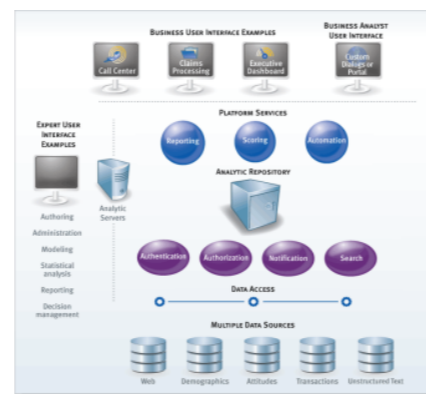 BUSINESS USER INTERFACE EXAMPLES
BUSINESS ANALYST
USER INTERFACE
Call Center
Claims
Processing
Executive
Dashboard
Custom
Dialogs or
Portal
EXPERT USER
INTERFACE
EXAMPLES
PLATFORM SERVICES
Reporting
Scoring
Automation
ANALYTIC REPOSITORY
Analytic
Servers
Authoring
Administration
Modeling
Statistical
analysis
Reporting
Decision
management
Authentication
Authorization
Notification
Search
DATA ACCESS
MULTIPLE DATA SOURCES
Web
Demographics
Attitudes
Transactions
Unstructured Text